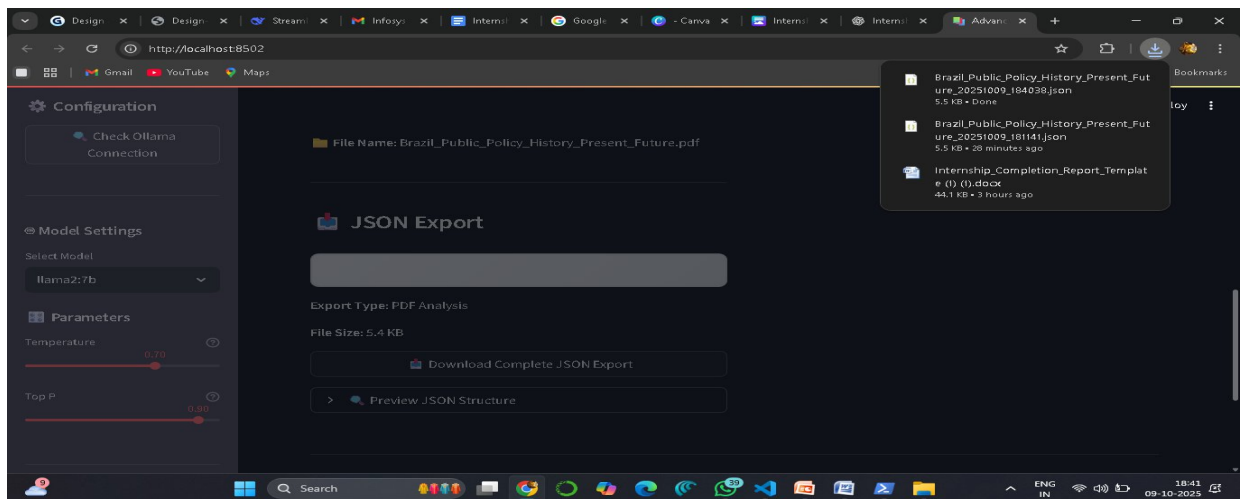 Design
Design
Stream
Infosys
Interns
Google
- Canva
Interns
Interns
Advanc
http://localhost:8502
Gmail
YouTube
Maps
Bookmarks
Brazil_Public_Policy_History_Present_Fut
ure_20251009_184038.json
5.5 KB • Done
Brazil_Public_Policy_History_Present_Fut
ure_20251009_181141.json
5.5 KB • 28 minutes ago
Internship_Completion_Report_Templat
e (1) (1).docx
44.1 KB • 3 hours ago
loy
Configuration
Check Ollama
Connection
Model Settings
Select Model
llama2:7b
Parameters
Temperature
0.70
Top P
0.90
File Name: Brazil_Public_Policy_History_Present_Future.pdf
JSON Export
Export Type: PDF Analysis
File Size: 5.4 KB
Download Complete JSON Export
Preview JSON Structure
9
Search
39
ENG
IN
18:41
09-10-2025